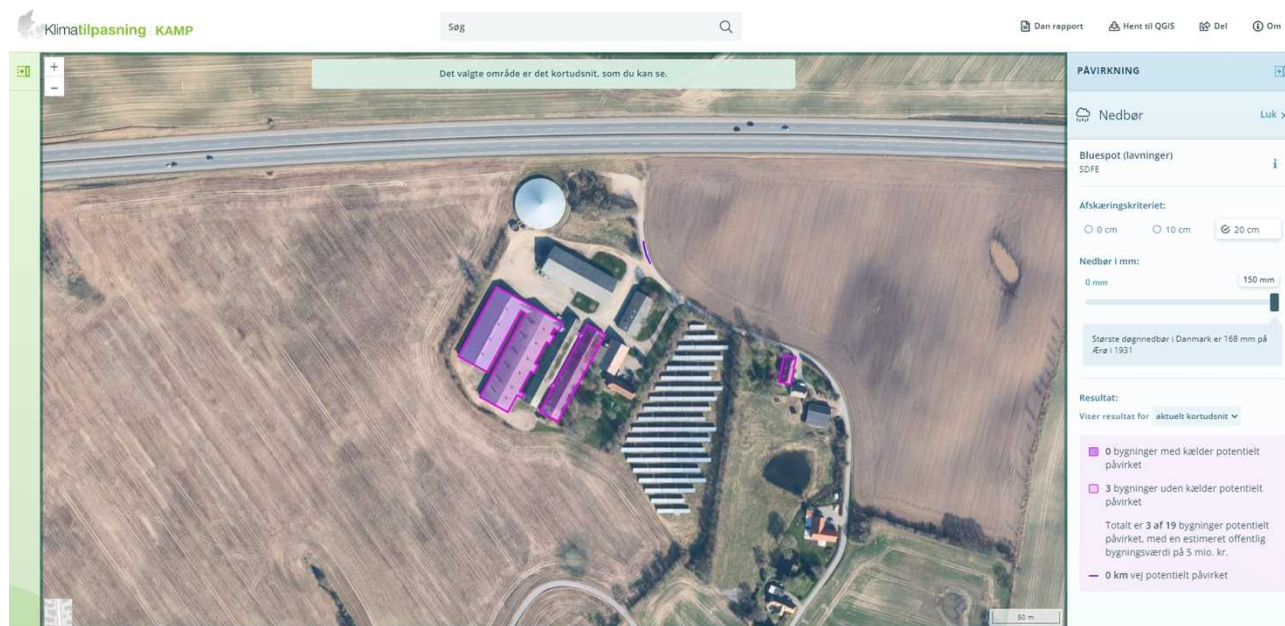 Klimatilpasning | KAMP
Søg
Dan rapport
Hent til QGIS
Del
Om
Det valgte område er det kortudsnit, som du kan se.
+
−
50 m
PÅVIRKNING
Nedbør
Luk
Bluespot (lavninger)
SDFE
Afskæringskriteriet:
0 cm
10 cm
20 cm
Nedbør i mm:
0 mm
150 mm
Største døgnnedbør i Danmark er 168 mm på
Ærø i 1931
Resultat:
Viser resultat for aktuelt kortudsnit
0 bygninger med kælder potentielt
påvirket
3 bygninger uden kælder potentielt
påvirket
Totalt er 3 af 19 bygninger potentielt
påvirket, med en estimeret offentlig
bygningsværdi på 5 mio. kr.
0 km vej potentielt påvirket